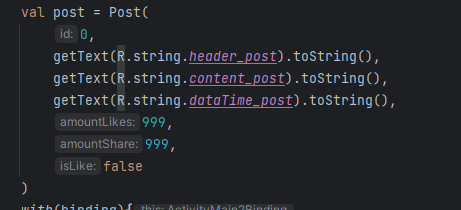 val post = Post(
id: 0,
getText(R.string.header_post).toString(),
getText(R.string.content_post).toString(),
getText(R.string.dataTime_post).toString(),
amountLikes: 999,
amountShare: 999,
isLike: false
)
with(binding){ this: ActivityMain2Binding